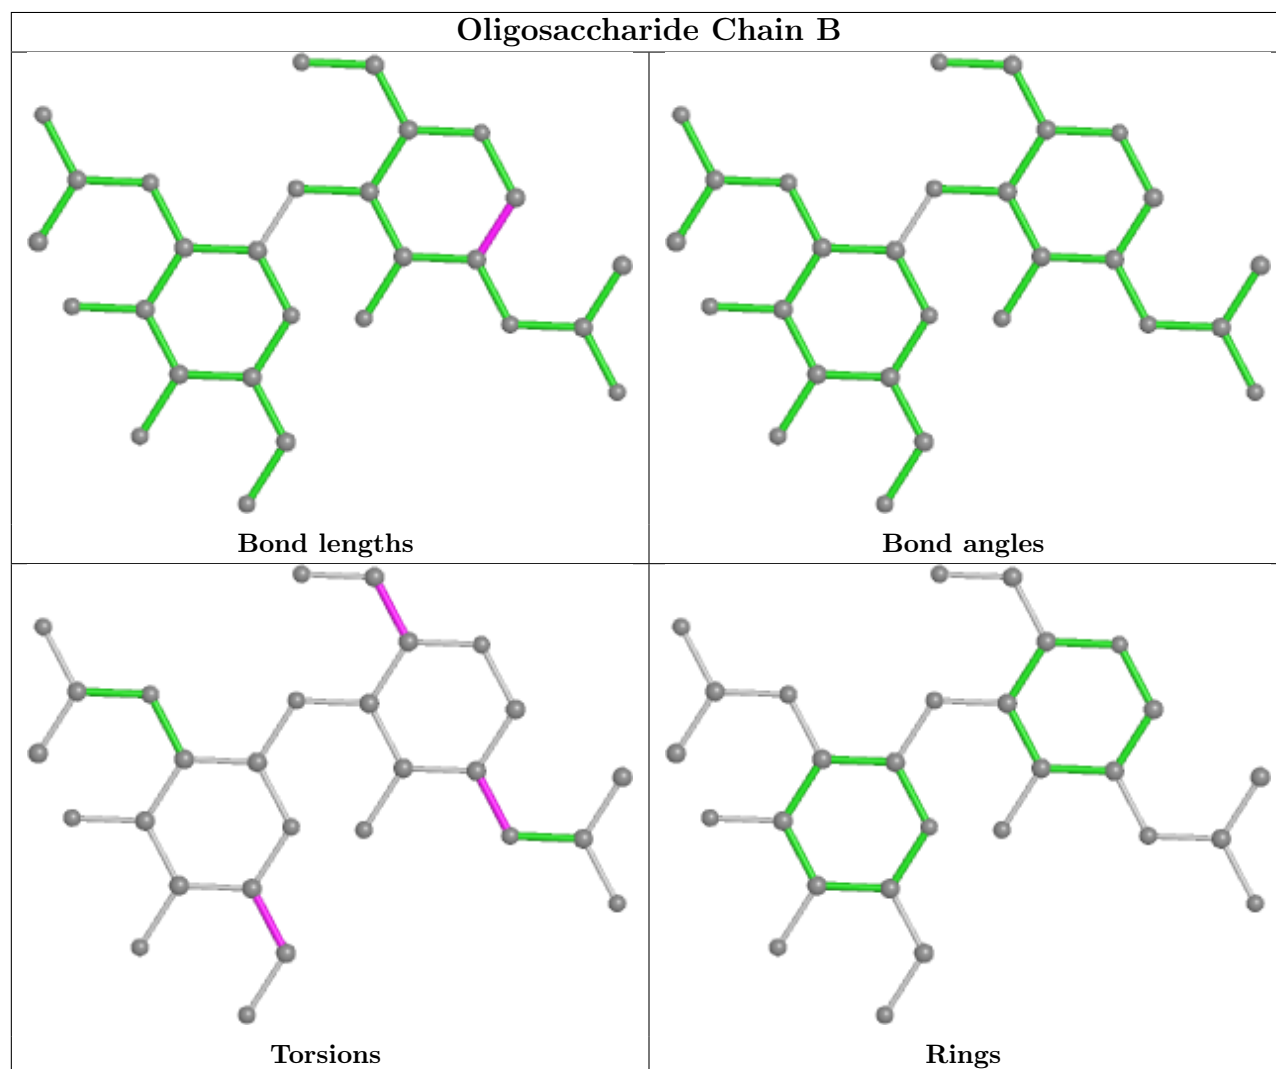 Oligosaccharide Chain B
Bond lengths
Bond angles
Torsions
Rings